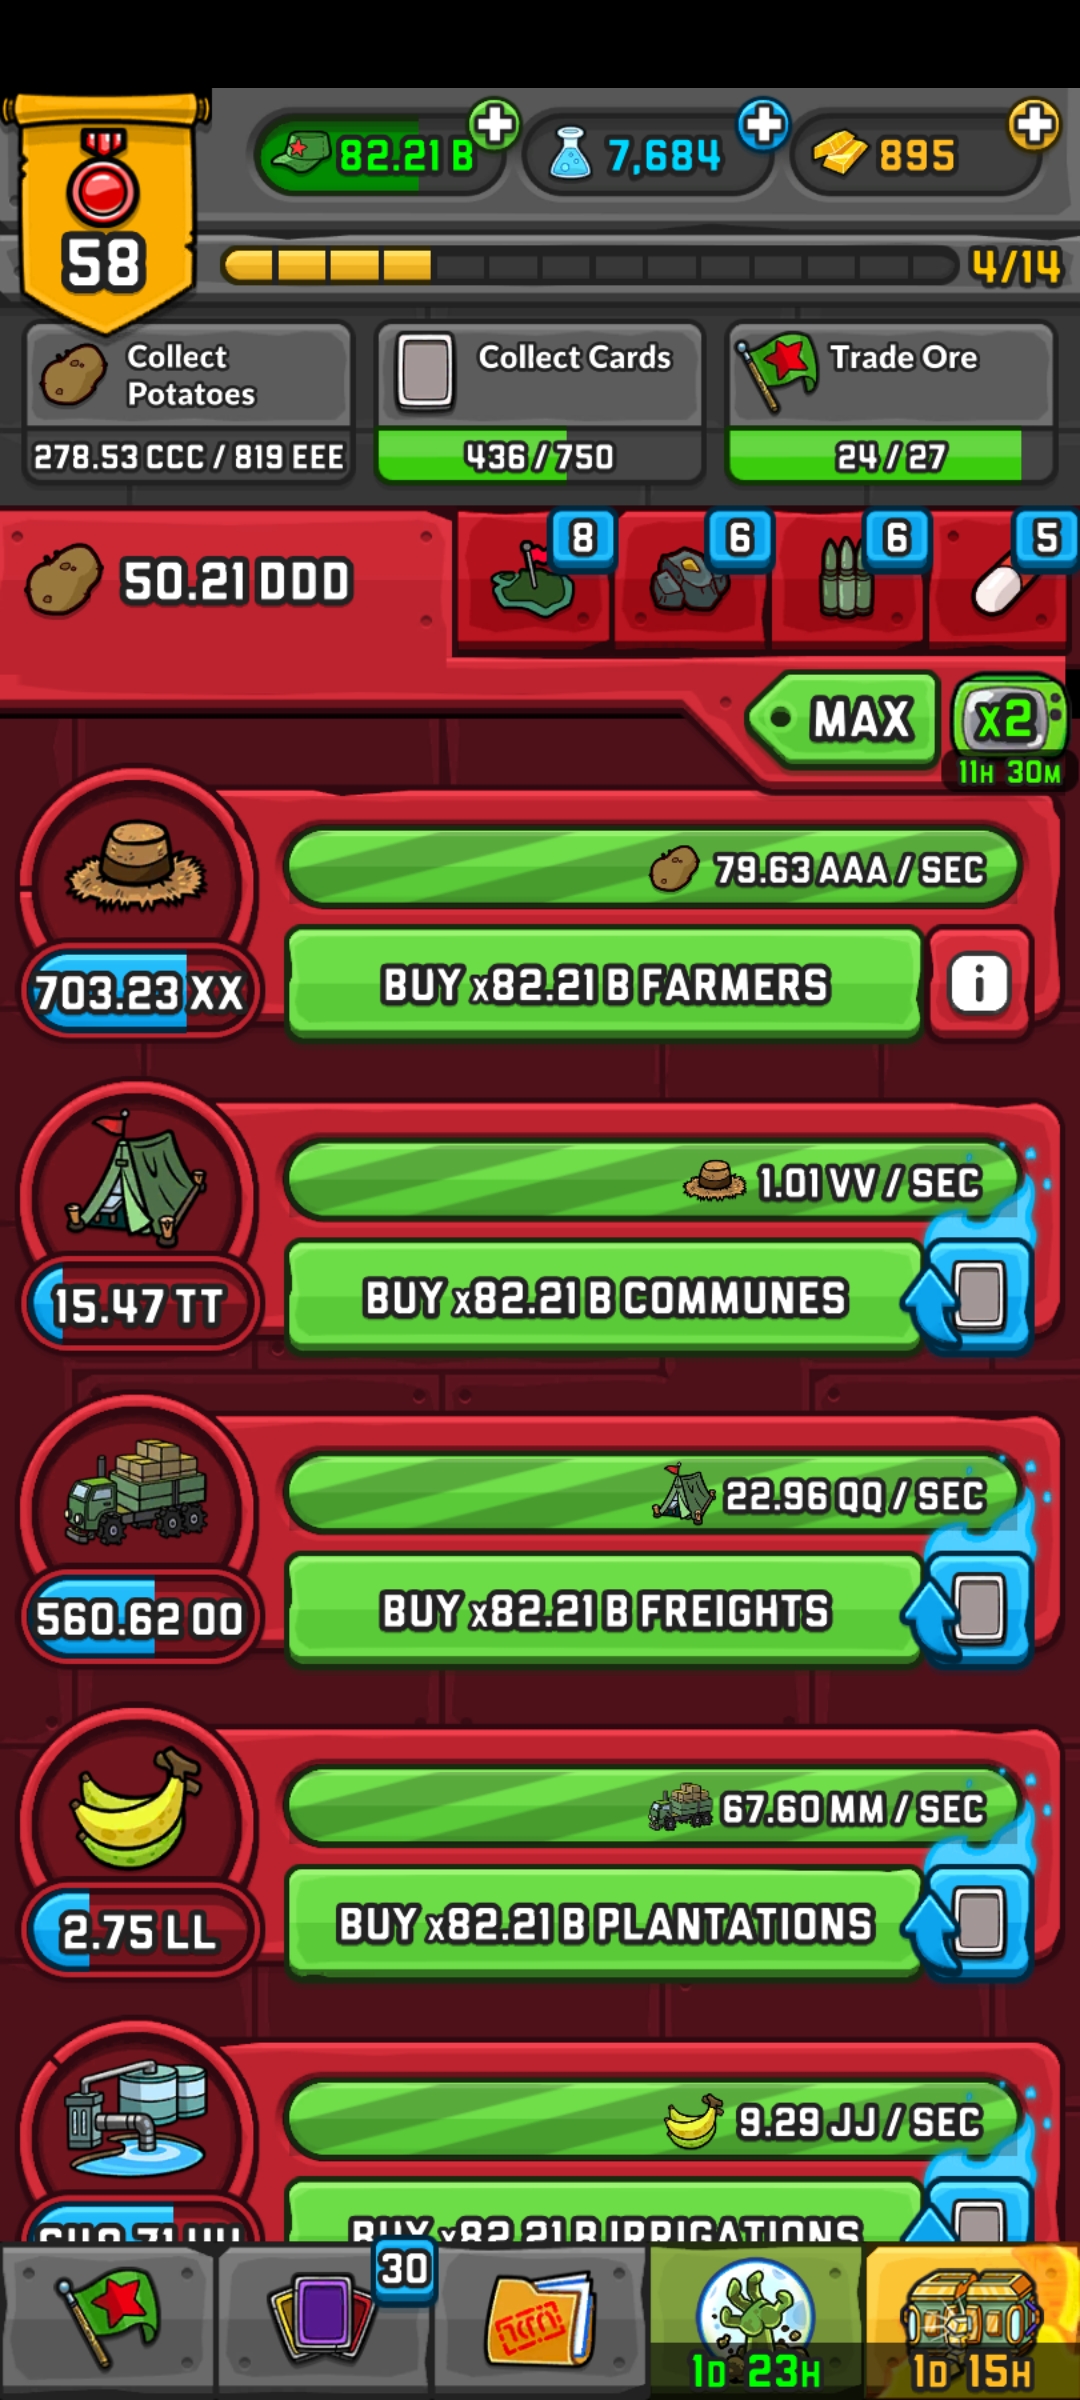 58
82.21 B
7,684
895
4/14
Collect Potatoes
278.53 CCC / 819 EEE
Collect Cards
436 / 750
Trade Ore
24 / 27
50.21 DDD
8
6
6
5
MAX
x2
11H 30M
79.63 AAA / SEC
703.23 XX
BUY x82.21 B FARMERS
i
1.01 VV / SEC
15.47 TT
BUY x82.21 B COMMUNES
22.96 QQ / SEC
560.62 OO
BUY x82.21 B FREIGHTS
67.60 MM / SEC
2.75 LL
BUY x82.21 B PLANTATIONS
9.29 JJ / SEC
BUY x82.21 B IRRIGATIONS
30
1D 23H
1D 15H